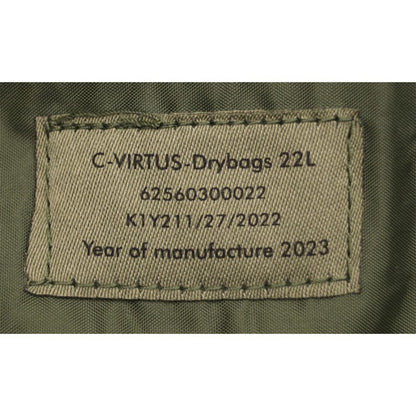 C-VIRTUS-Drybags 22L
62560300022
K1Y211/27/2022
Year of manufacture 2023